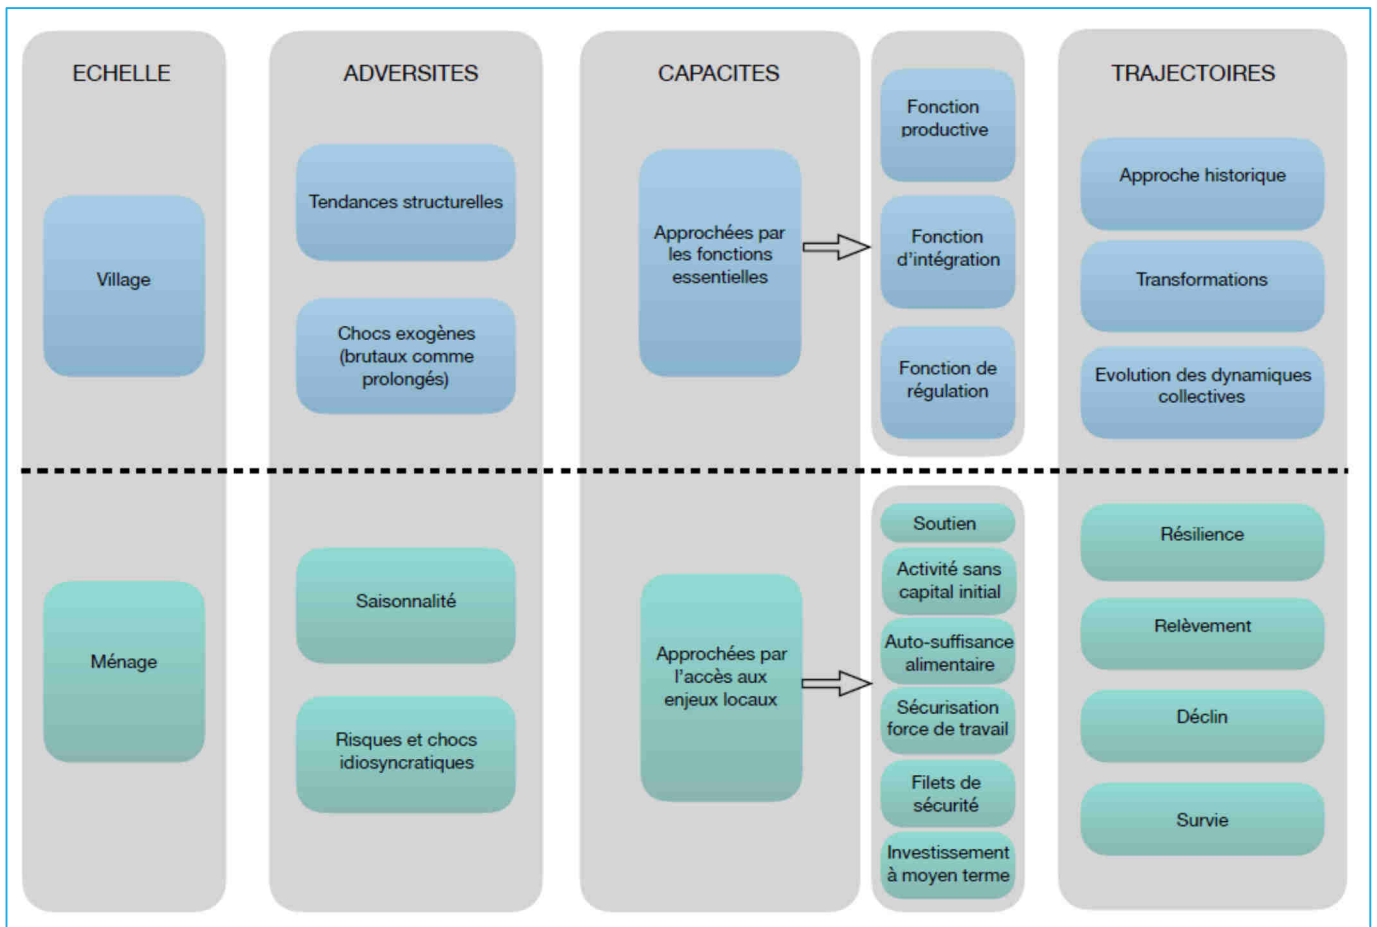 ECHELLE
ADVERSITES
CAPACITES
TRAJECTOIRES
Village
Tendances structurelles
Chocs exogènes
(brutaux comme
prolongés)
Approchées par
les fonctions
essentielles
Fonction
productive
Fonction
d'intégration
Fonction de
régulation
Approche historique
Transformations
Evolution des dynamiques
collectives
Ménage
Saisonnalité
Risques et chocs
idiosyncratiques
Approchées par
l'accès aux
enjeux locaux
Soutien
Activité sans
capital initial
Auto-suffisance
alimentaire
Sécurisation
force de travail
Filets de
sécurité
Investissement
à moyen terme
Résilience
Relèvement
Déclin
Survie